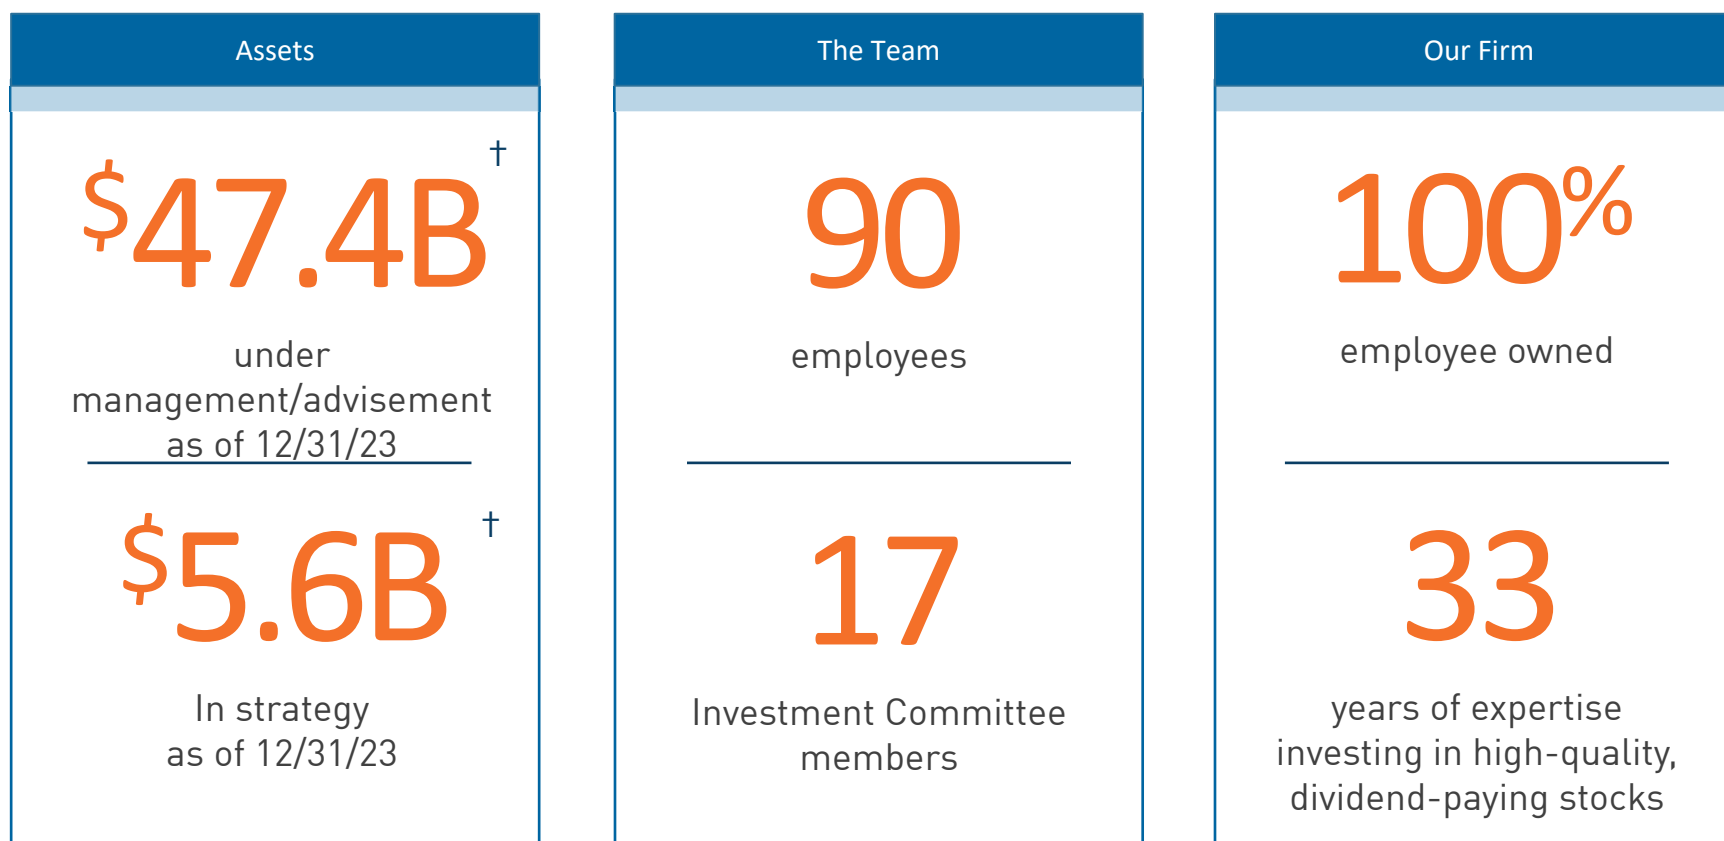 Assets
$47.4B†
under
management/advisement
as of 12/31/23
$5.6B†
In strategy
as of 12/31/23
The Team
90
employees
17
Investment Committee
members
Our Firm
100%
employee owned
33
years of expertise
investing in high-quality,
dividend-paying stocks